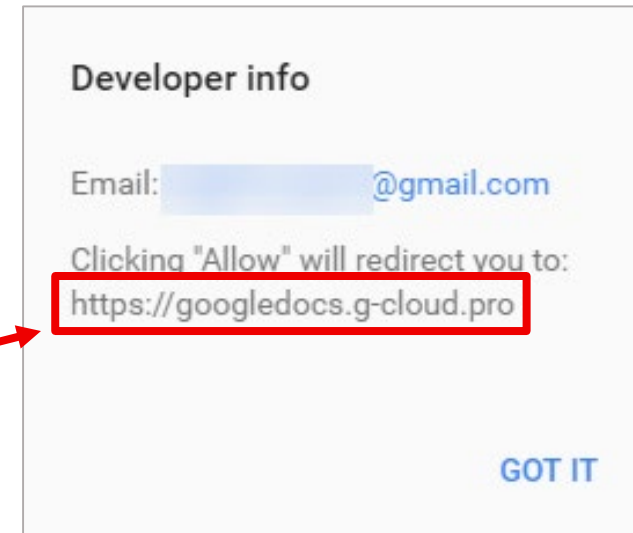 Developer info
Email: @gmail.com
Clicking "Allow" will redirect you to:
https://googledocs.g-cloud.pro
GOT IT